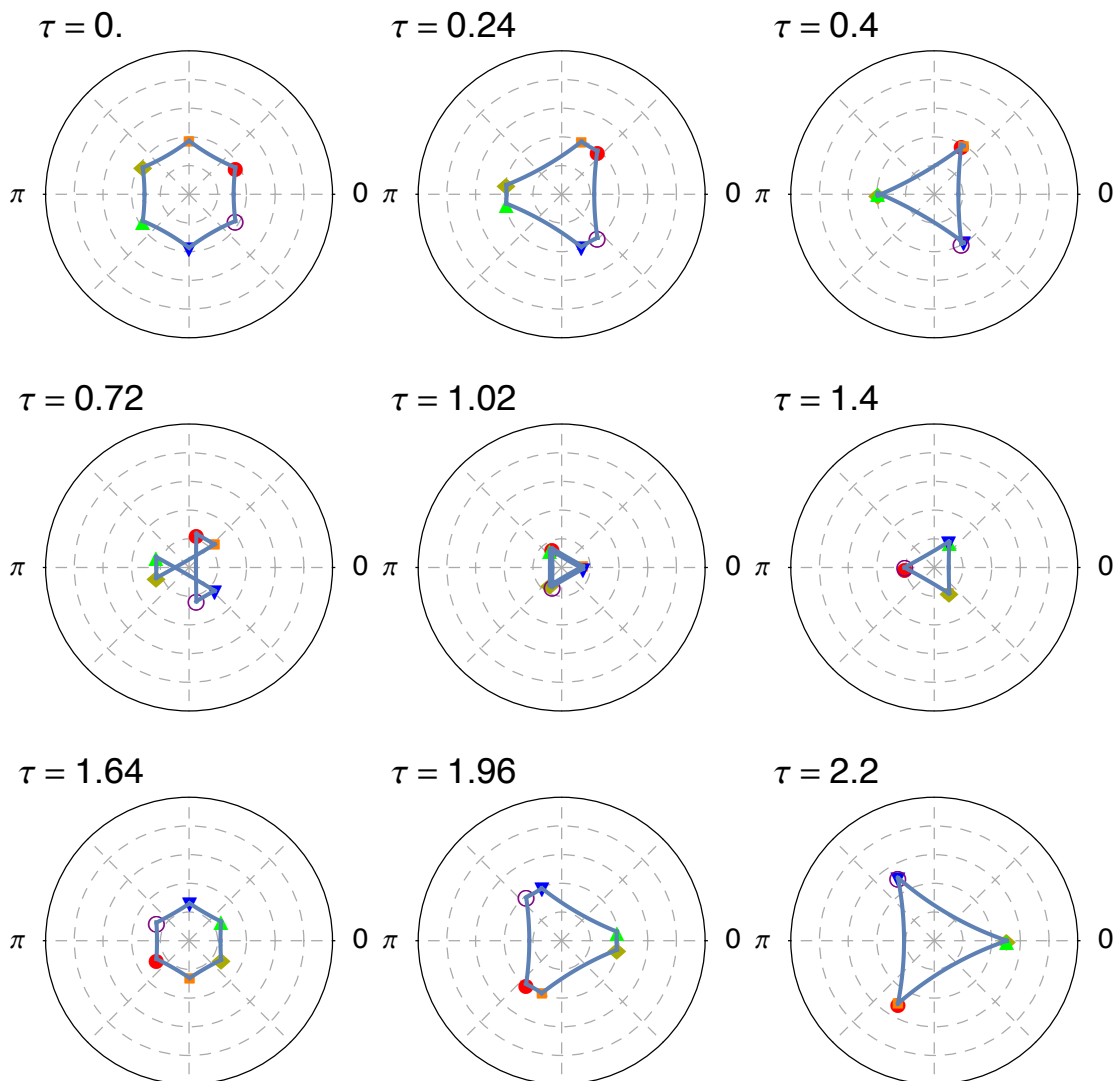 τ = 0.
τ = 0.24
τ = 0.4
π 0 π 0 π 0
τ = 0.72
τ = 1.02
τ = 1.4
π 0 π 0 π 0
τ = 1.64
τ = 1.96
τ = 2.2
π 0 π 0 π 0